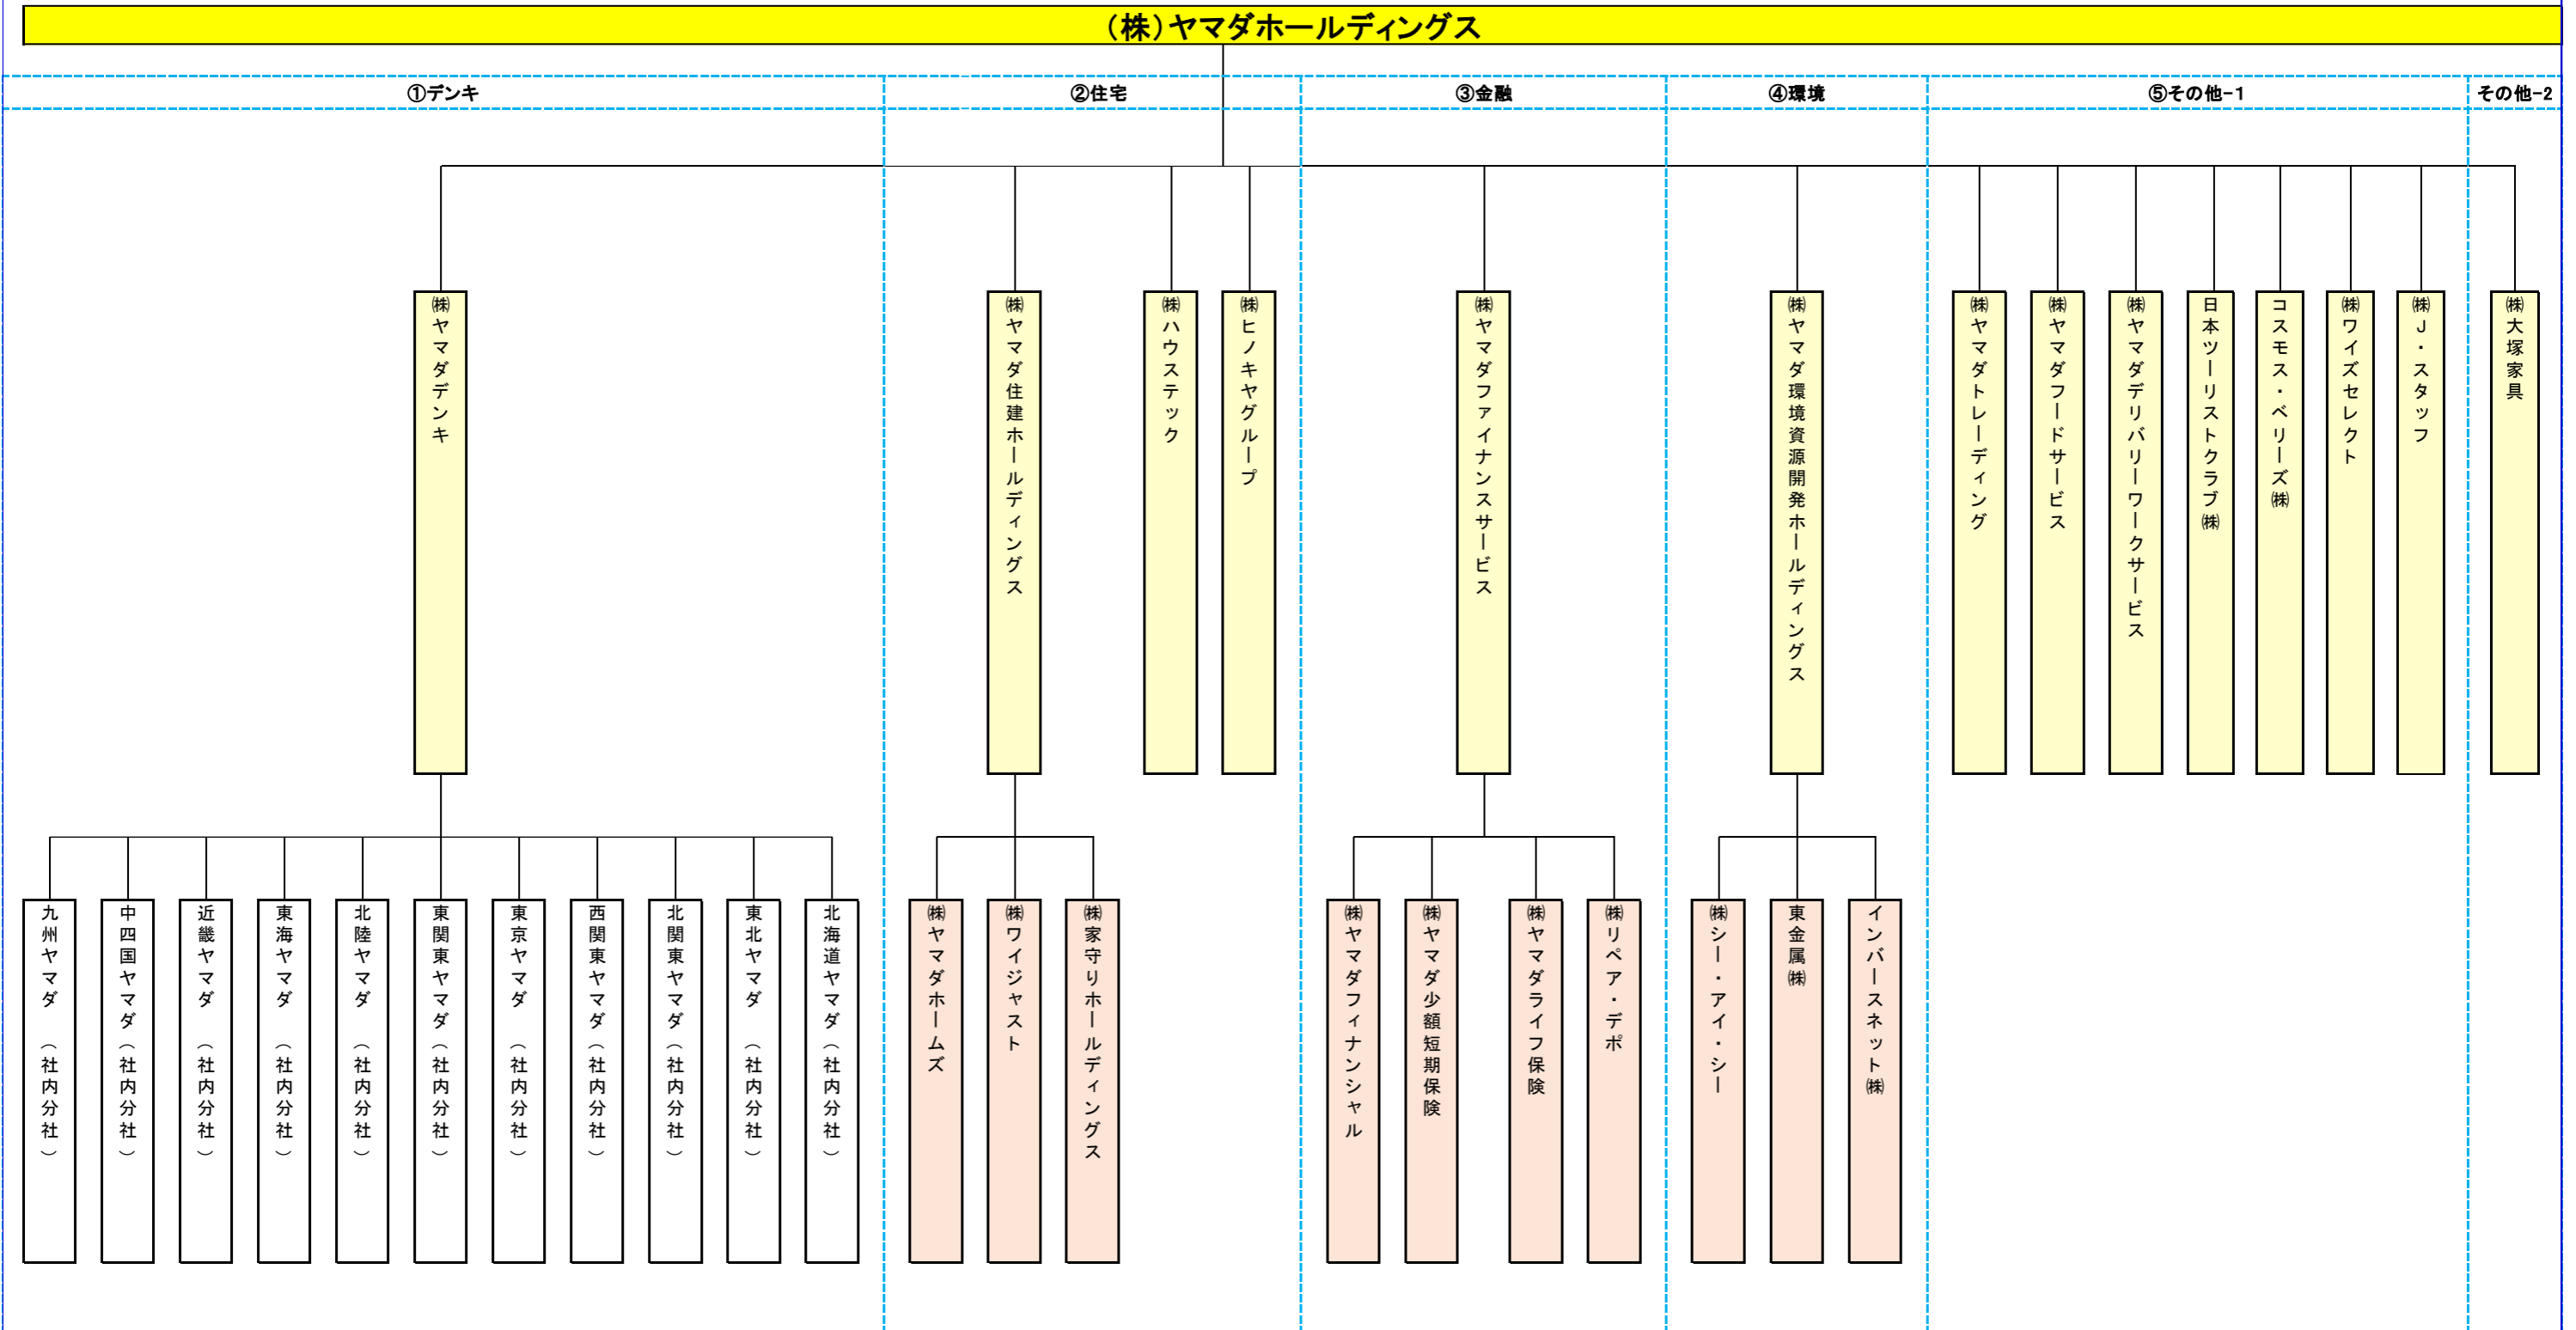 （株）ヤマダホールディングス
①デンキ
②住宅
③金融
④環境
⑤その他-1
その他-2
㈱ヤマダデンキ
㈱ヤマダ住建ホールディングス
㈱ハウステック
㈱ヒノキヤグループ
㈱ヤマダファイナンスサービス
㈱ヤマダ環境資源開発ホールディングス
㈱ヤマダトレーディング
㈱ヤマダフードサービス
㈱ヤマダデリバリーワークサービス
日本ツーリストクラブ㈱
コスモス・ベリーズ㈱
㈱ワイズセレクト
㈱J・スタッフ
㈱大塚家具
九州ヤマダ　（社内分社）
中四国ヤマダ（社内分社）
近畿ヤマダ　（社内分社）
東海ヤマダ　（社内分社）
北陸ヤマダ　（社内分社）
東関東ヤマダ（社内分社）
東京ヤマダ　（社内分社）
西関東ヤマダ（社内分社）
北関東ヤマダ（社内分社）
東北ヤマダ　（社内分社）
北海道ヤマダ（社内分社）
㈱ヤマダホームズ
㈱ワイジャスト
㈱家守りホールディングス
㈱ヤマダフィナンシャル
㈱ヤマダ少額短期保険
㈱ヤマダライフ保険
㈱リペア・デポ
㈱シー・アイ・シー
東金属㈱
インバースネット㈱